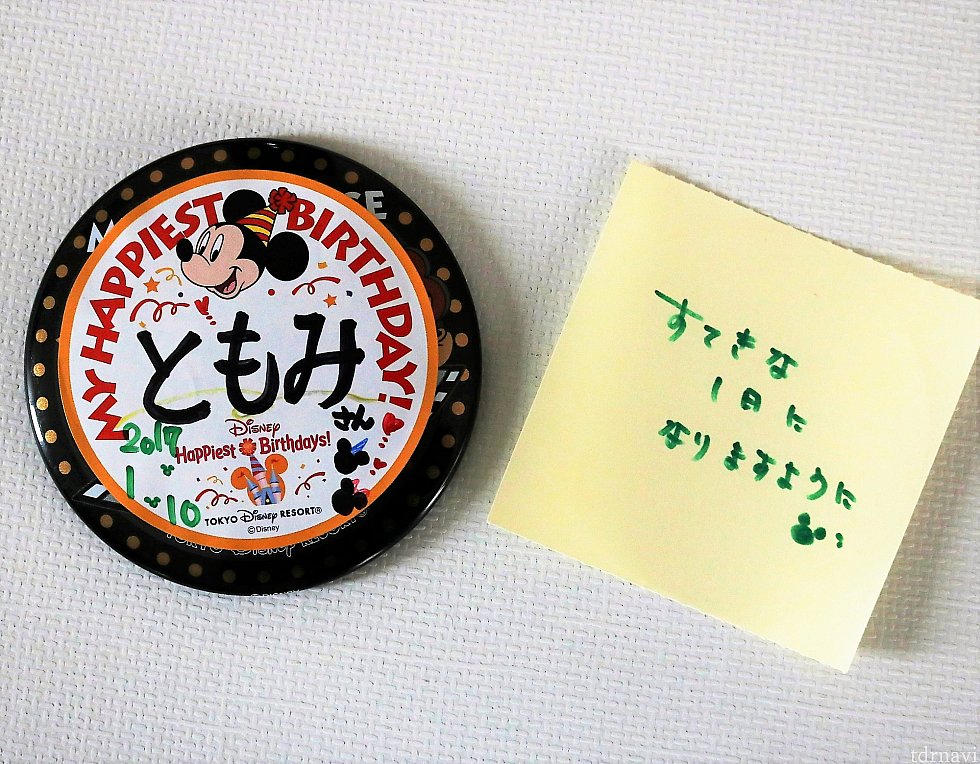 MY HAPPIEST BIRTHDAY!
ともみ
さん
2017
1
10
Disney
Happiest Birthdays!
TOKYO Disney RESORT®
©Disney
すてきな
1日に
なりますように
tdrnavi